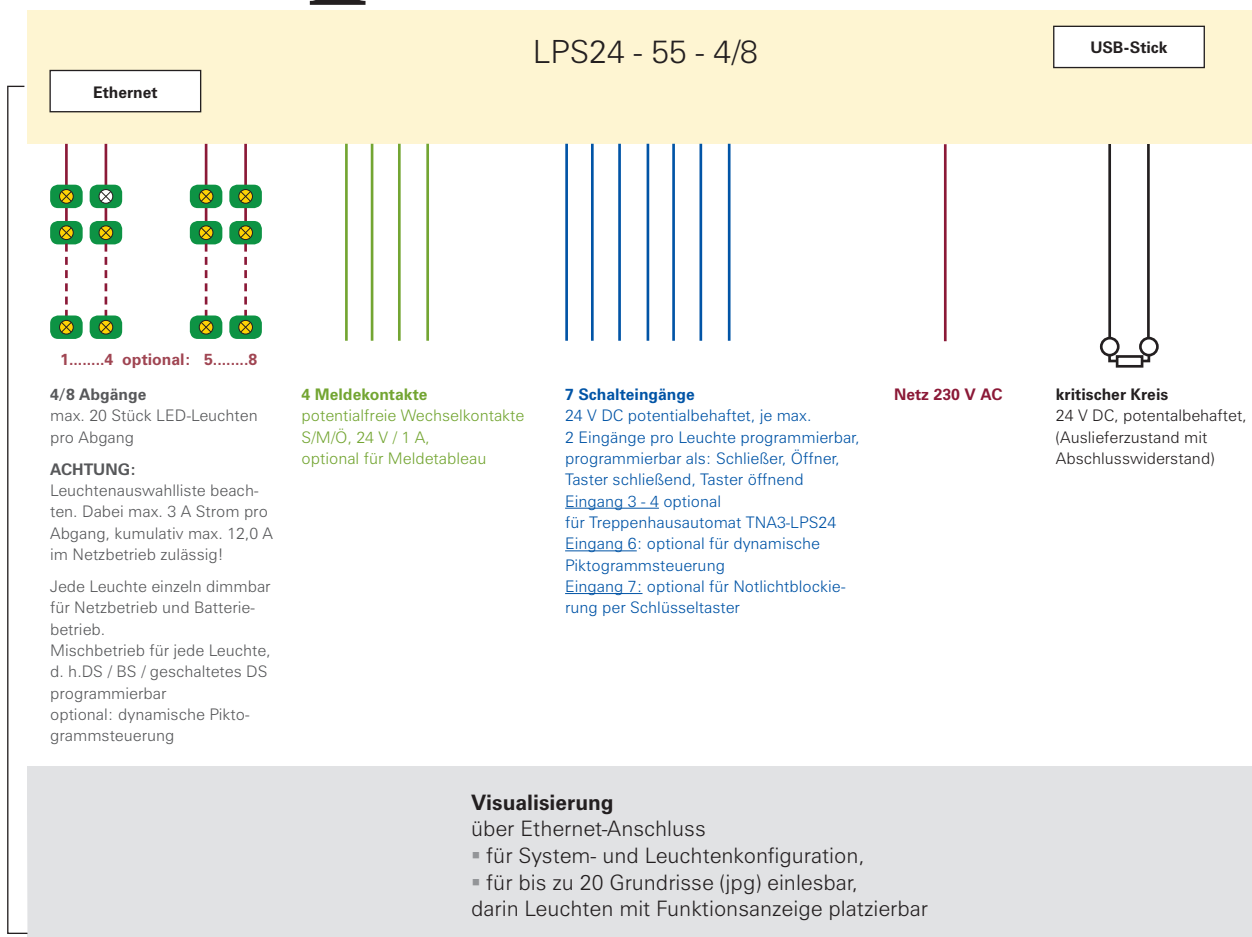 LPS24 - 55 - 4/8
USB-Stick
Ethernet
1........4 optional: 5........8
4/8 Abgänge
max. 20 Stück LED-Leuchten
pro Abgang
ACHTUNG:
Leuchtenauswahlliste beach-
ten. Dabei max. 3 A Strom pro
Abgang, kumulativ max. 12,0 A
im Netzbetrieb zulässig!
Jede Leuchte einzeln dimmbar
für Netzbetrieb und Batterie-
betrieb.
Mischbetrieb für jede Leuchte,
d. h.DS / BS / geschaltetes DS
programmierbar
optional: dynamische Pikto-
grammsteuerung
4 Meldekontakte
potentialfreie Wechselkontakte
S/M/Ö, 24 V / 1 A,
optional für Meldetableau
7 Schalteingänge
24 V DC potentialbehaftet, je max.
2 Eingänge pro Leuchte programmierbar,
programmierbar als: Schließer, Öffner,
Taster schließend, Taster öffnend
Eingang 3 - 4 optional
für Treppenhausautomat TNA3-LPS24
Eingang 6: optional für dynamische
Piktogrammsteuerung
Eingang 7: optional für Notlichtblockie-
rung per Schlüsseltaster
Netz 230 V AC
kritischer Kreis
24 V DC, potentalbehaftet,
(Auslieferzustand mit
Abschlusswiderstand)
Visualisierung
über Ethernet-Anschluss
▪ für System- und Leuchtenkonfiguration,
▪ für bis zu 20 Grundrisse (jpg) einlesbar,
darin Leuchten mit Funktionsanzeige platzierbar